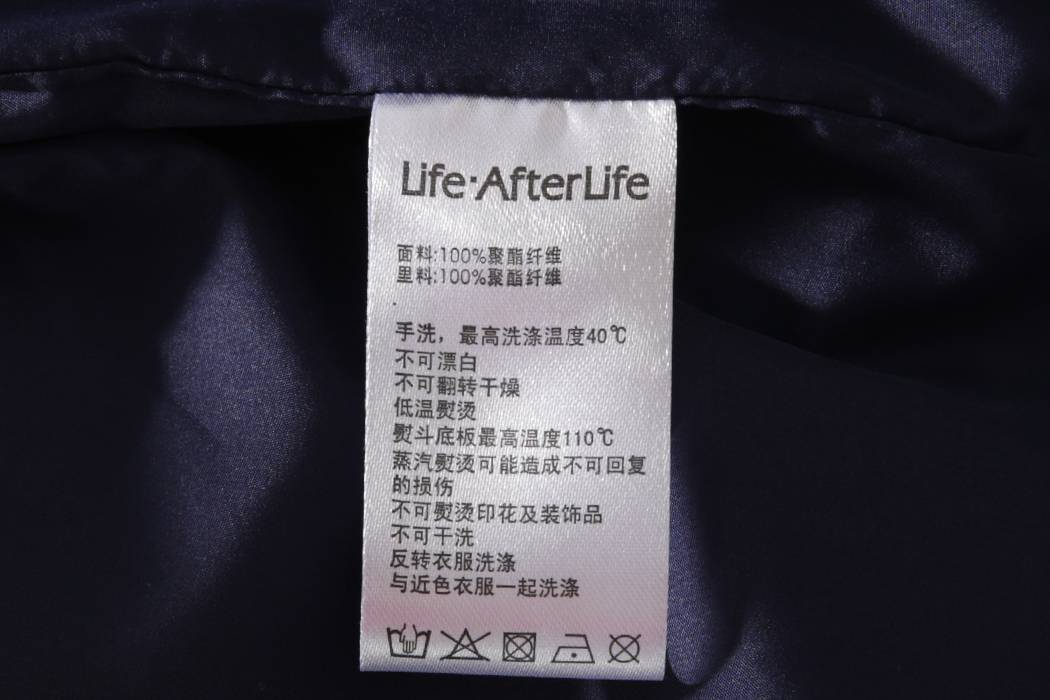 Life·AfterLife
面料:100%聚酯纤维
里料:100%聚酯纤维
手洗，最高洗涤温度40℃
不可漂白
不可翻转干燥
低温熨烫
熨斗底板最高温度110℃
蒸汽熨烫可能造成不可回复
的损伤
不可熨烫印花及装饰品
不可干洗
反转衣服洗涤
与近色衣服一起洗涤